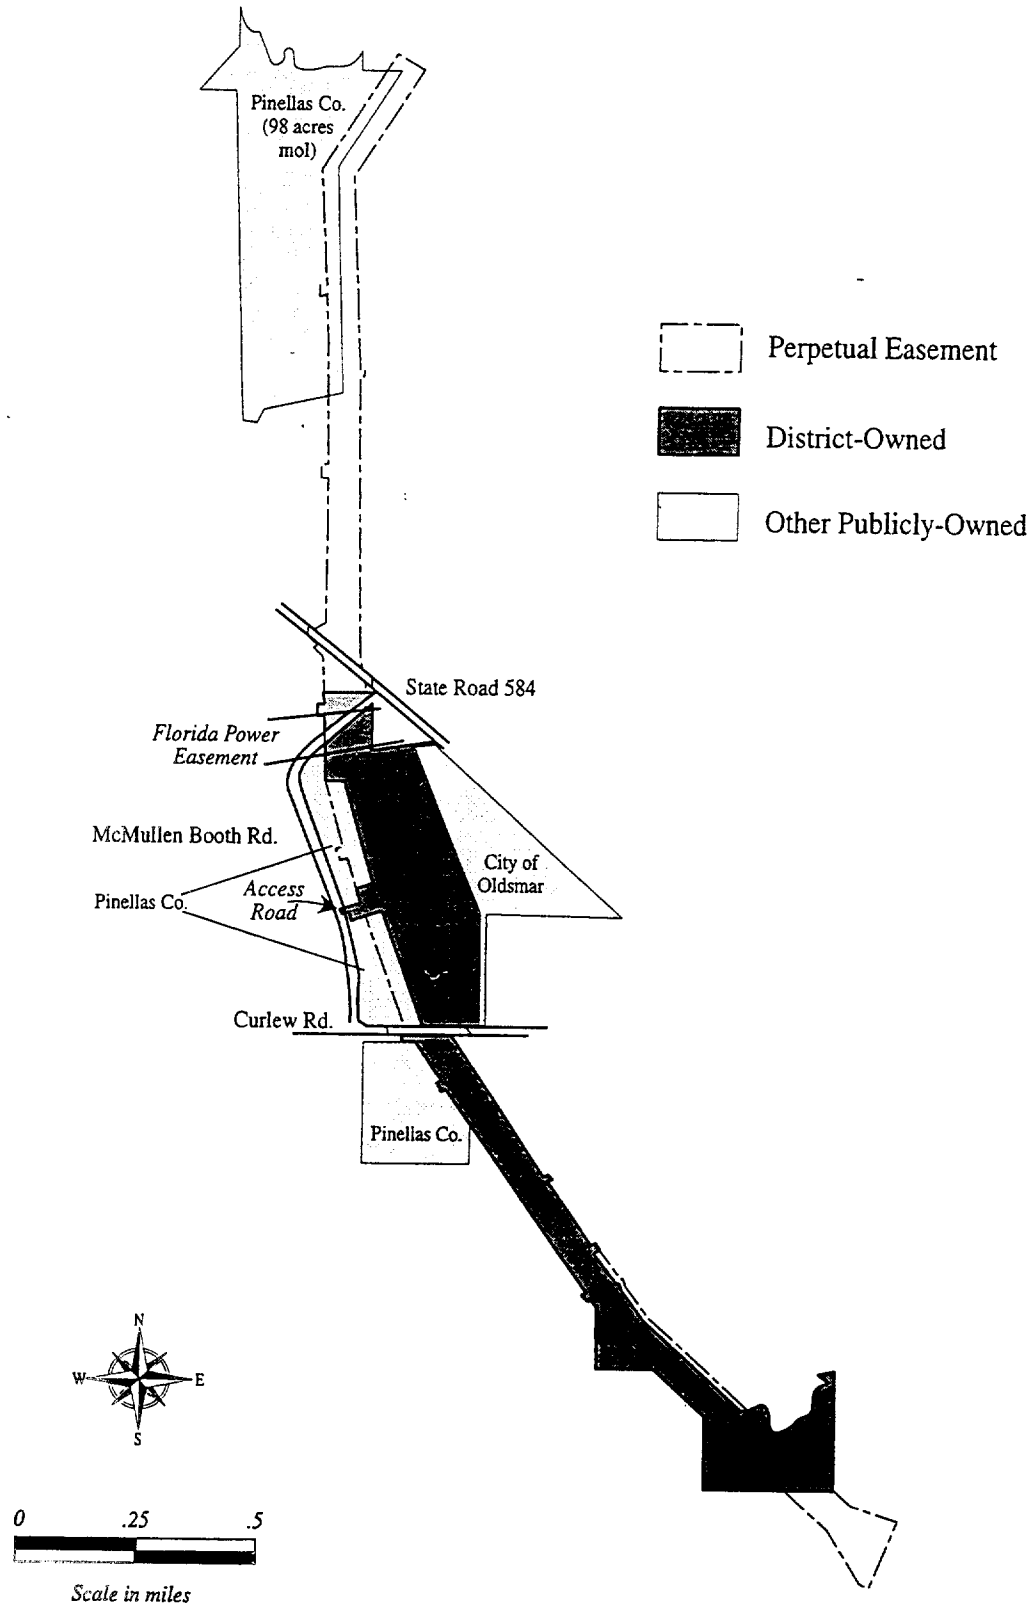 Pinellas Co.
(98 acres
mol)
Perpetual Easement
District-Owned
Other Publicly-Owned
State Road 584
Florida Power
Easement
McMullen Booth Rd.
City of
Oldsmar
Pinellas Co.
Access
Road
Curlew Rd.
Pinellas Co.
N
W
E
S
0 .25 .5
Scale in miles